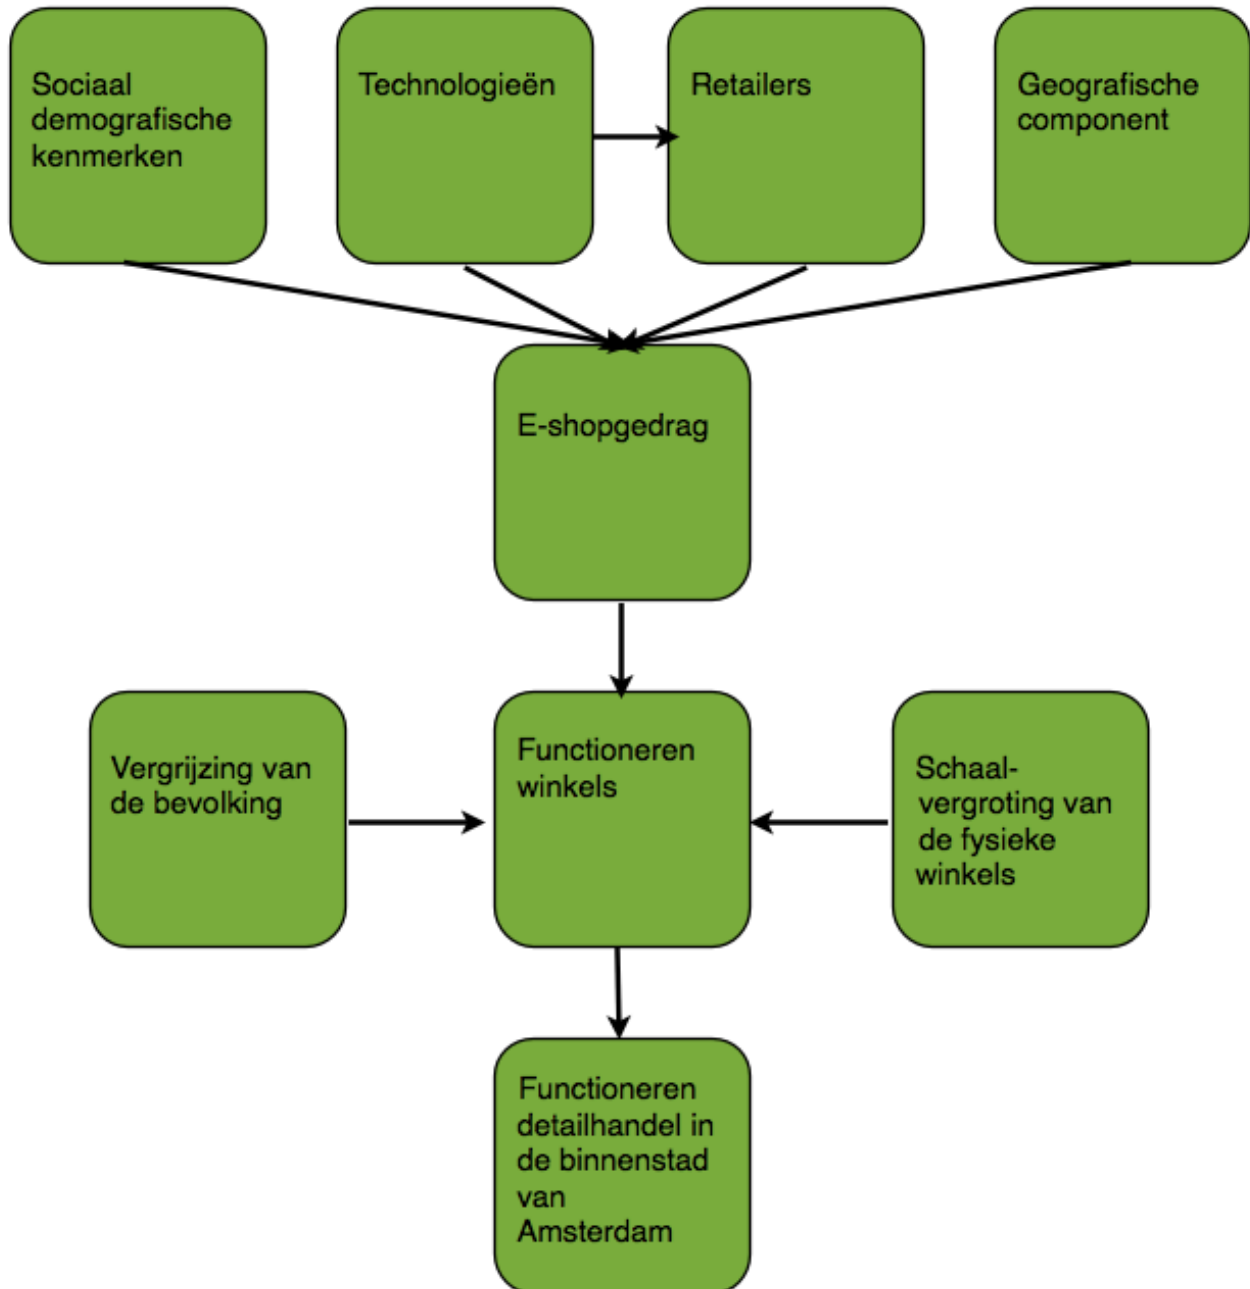 Sociaal
demografische
kenmerken
Technologieën
Retailers
Geografische
component
E-shopgedrag
Vergrijzing van
de bevolking
Functioneren
winkels
Schaal-
vergroting van
de fysieke
winkels
Functioneren
detailhandel in
de binnenstad
van
Amsterdam